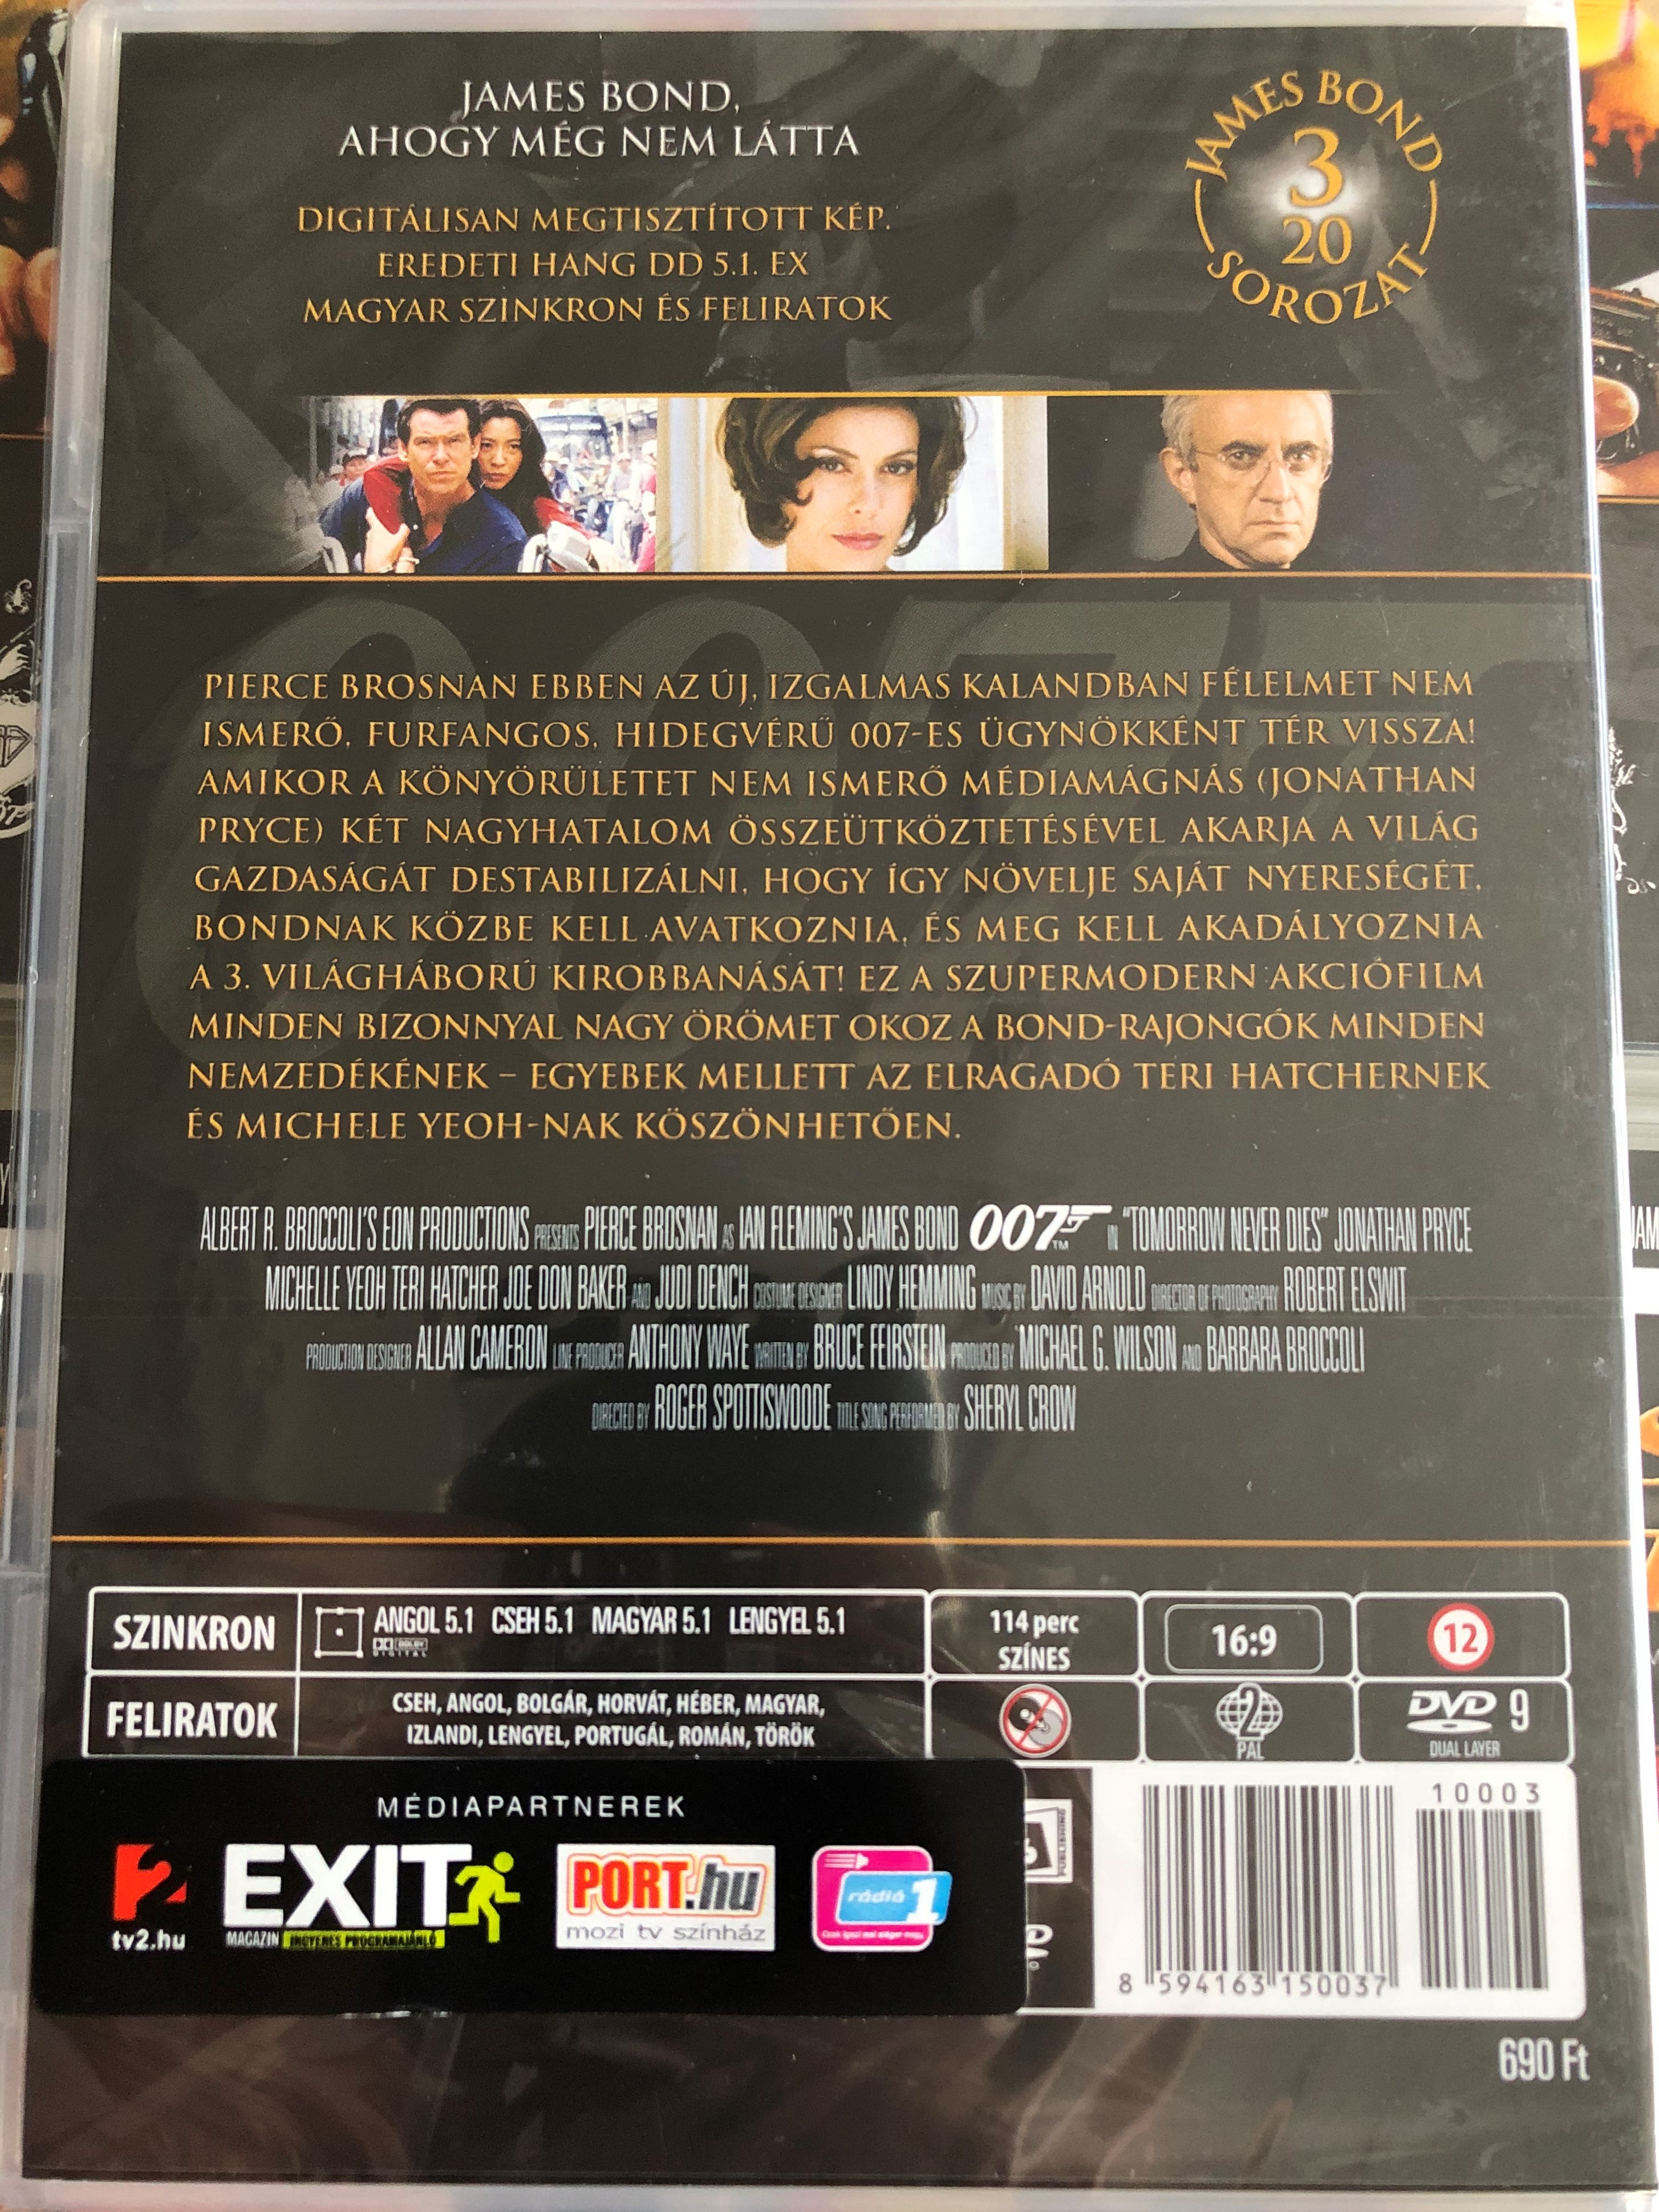 JAMES BOND,
AHOGY MÉG NEM LÁTTA
DIGITÁLISAN MEGTISZTÍTOTT KÉP.
EREDETI HANG DD 5.1. EX
MAGYAR SZINKRON ÉS FELIRATOK
JAMES BOND
3
20
SOROZAT
PIERCE BROSNAN EBBEN AZ ÚJ, IZGALMAS KALANDBAN FÉLELMET NEM
ISMERŐ, FURFANGOS, HIDEGVÉRŰ 007-ES ÜGYNÖKKÉNT TÉR VISSZA!
AMIKOR A KÖNYÖRÜLETET NEM ISMERŐ MÉDIAMÁGNÁS (JONATHAN
PRYCE) KÉT NAGYHATALOM ÖSSZEÜTKÖZTETÉSÉVEL AKARJA A VILÁG
GAZDASÁGÁT DESTABILIZÁLNI, HOGY ÍGY NÖVELJE SAJÁT NYERESÉGÉT,
BONDNAK KÖZBE KELL AVATKOZNIA, ÉS MEG KELL AKADÁLYOZNIA
A 3. VILÁGHÁBORÚ KIROBBANÁSÁT! EZ A SZUPERMODERN AKCIÓFILM
MINDEN BIZONNYAL NAGY ÖRÖMET OKOZ A BOND-RAJONGÓK MINDEN
NEMZEDÉKÉNEK – EGYEBEK MELLETT AZ ELRAGADÓ TERI HATCHERNEK
ÉS MICHELE YEOH-NAK KÖSZÖNHETŐEN.
ALBERT R. BROCCOLI'S EON PRODUCTIONS PRESENTS PIERCE BROSNAN AS IAN FLEMING'S JAMES BOND 007 TM IN "TOMORROW NEVER DIES" JONATHAN PRYCE
MICHELLE YEOH TERI HATCHER JOE DON BAKER AND JUDI DENCH COSTUME DESIGNER LINDY HEMMING MUSIC BY DAVID ARNOLD DIRECTOR OF PHOTOGRAPHY ROBERT ELSWIT
PRODUCTION DESIGNER ALLAN CAMERON LINE PRODUCER ANTHONY WAYE WRITTEN BY BRUCE FEIRSTEIN PRODUCED BY MICHAEL G. WILSON AND BARBARA BROCCOLI
DIRECTED BY ROGER SPOTTISWOODE TITLE SONG PERFORMED BY SHERYL CROW
SZINKRON
ANGOL 5.1 CSEH 5.1 MAGYAR 5.1 LENGYEL 5.1
DOLBY
DIGITAL
114 perc
SZÍNES
16:9
12
FELIRATOK
CSEH, ANGOL, BOLGÁR, HORVÁT, HÉBER, MAGYAR,
IZLANDI, LENGYEL, PORTUGÁL, ROMÁN, TÖRÖK
2
PAL
DVD 9
DUAL LAYER
MÉDIAPARTNEREK
2
tv2.hu
EXIT
MAGAZIN INGYENES PROGRAMAJÁNLÓ
PORT.hu
mozi tv színház
rádió 1
10003
8 594163 150037
690 Ft